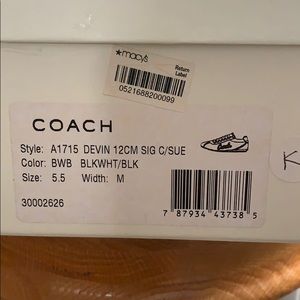 ★macy's
Return
Label
0521688200099
COACH
Style: A1715 DEVIN 12CM SIG C/SUE
Color: BWB BLKWHT/BLK
Size: 5.5 Width: M
30002626
7 87934 43738 5
K